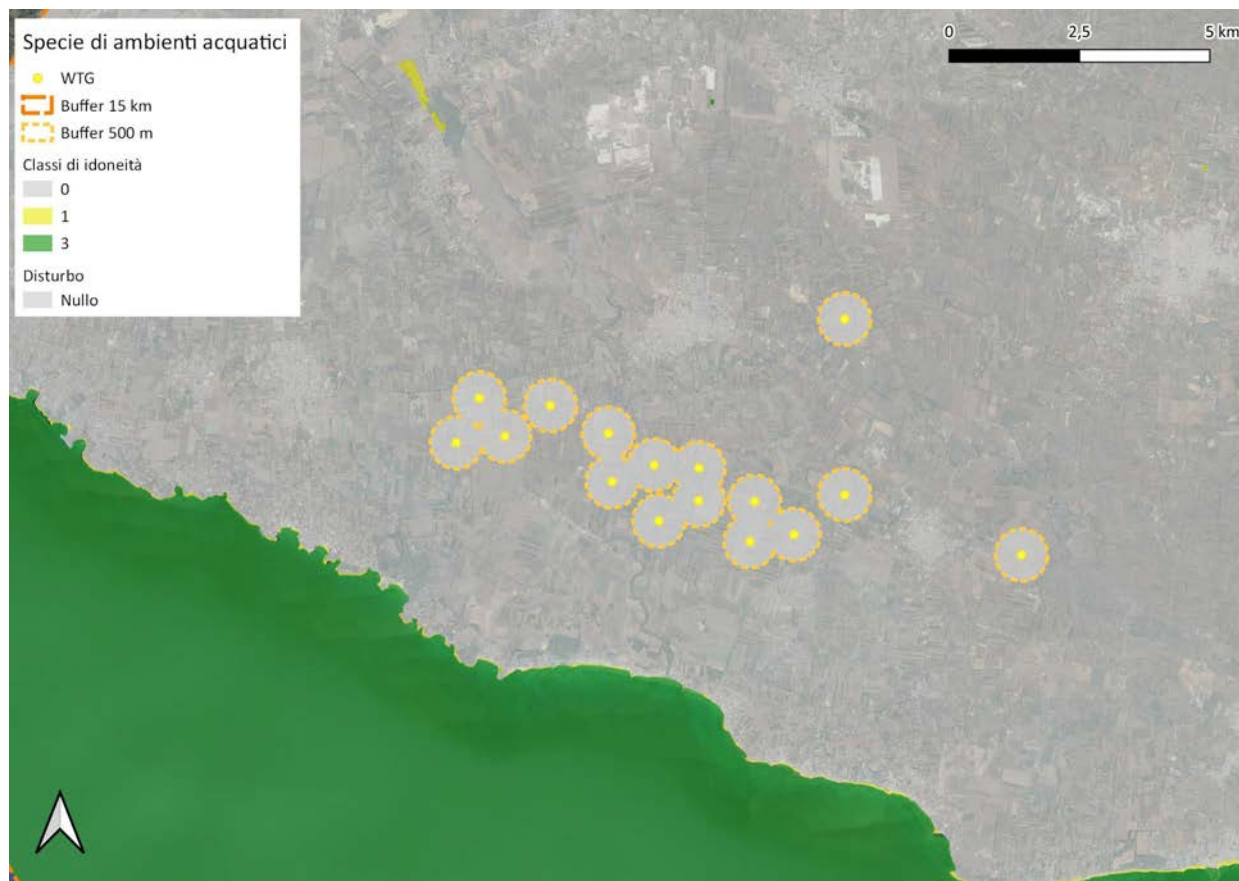 Specie di ambienti acquatici
WTG
Buffer 15 km
Buffer 500 m
Classi di idoneità
0
1
3
Disturbo
Nullo
0 2,5 5 km